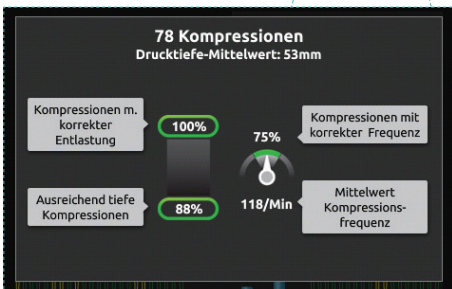 78 Kompressionen
Drucktiefe-Mittelwert: 53mm
Kompressionen m.
korrekter
Entlastung
100%
75%
Kompressionen mit
korrekter Frequenz
Ausreichend tiefe
Kompressionen
88%
118/Min
Mittelwert
Kompressions-
frequenz